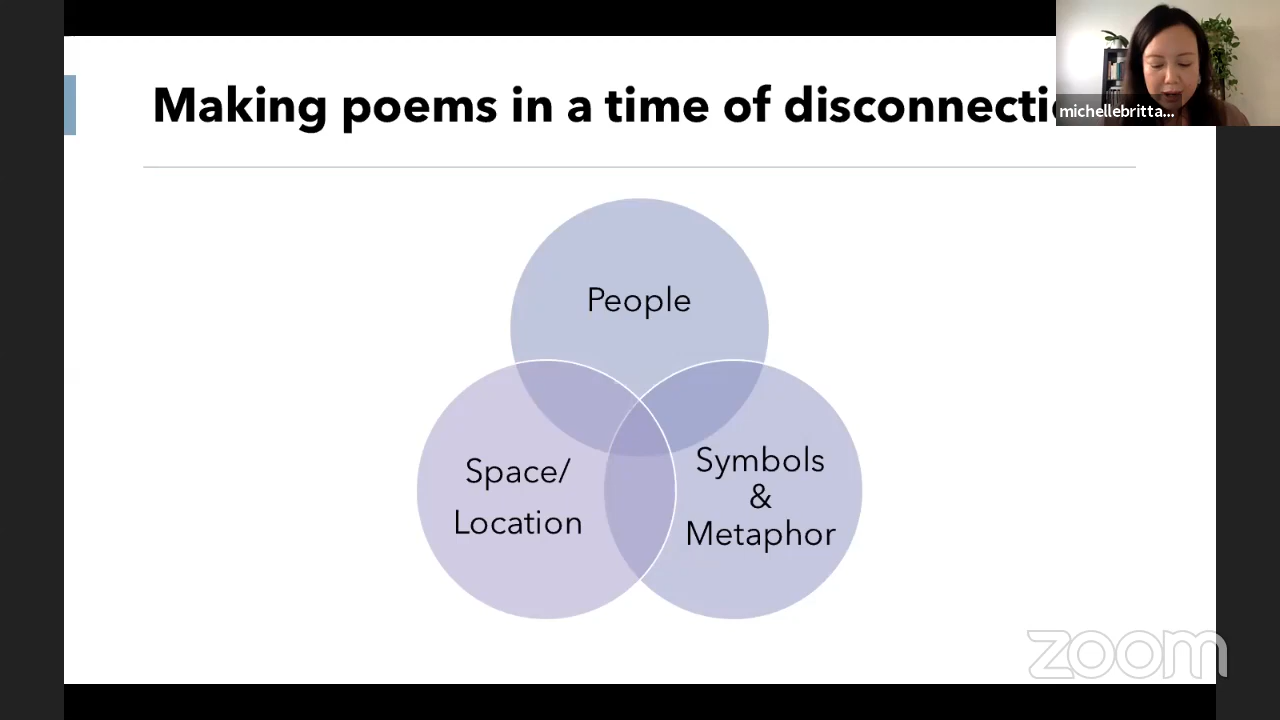 Making poems in a time of disconnecti
michellebritta...
People
Space/
Location
Symbols
&
Metaphor
zoom